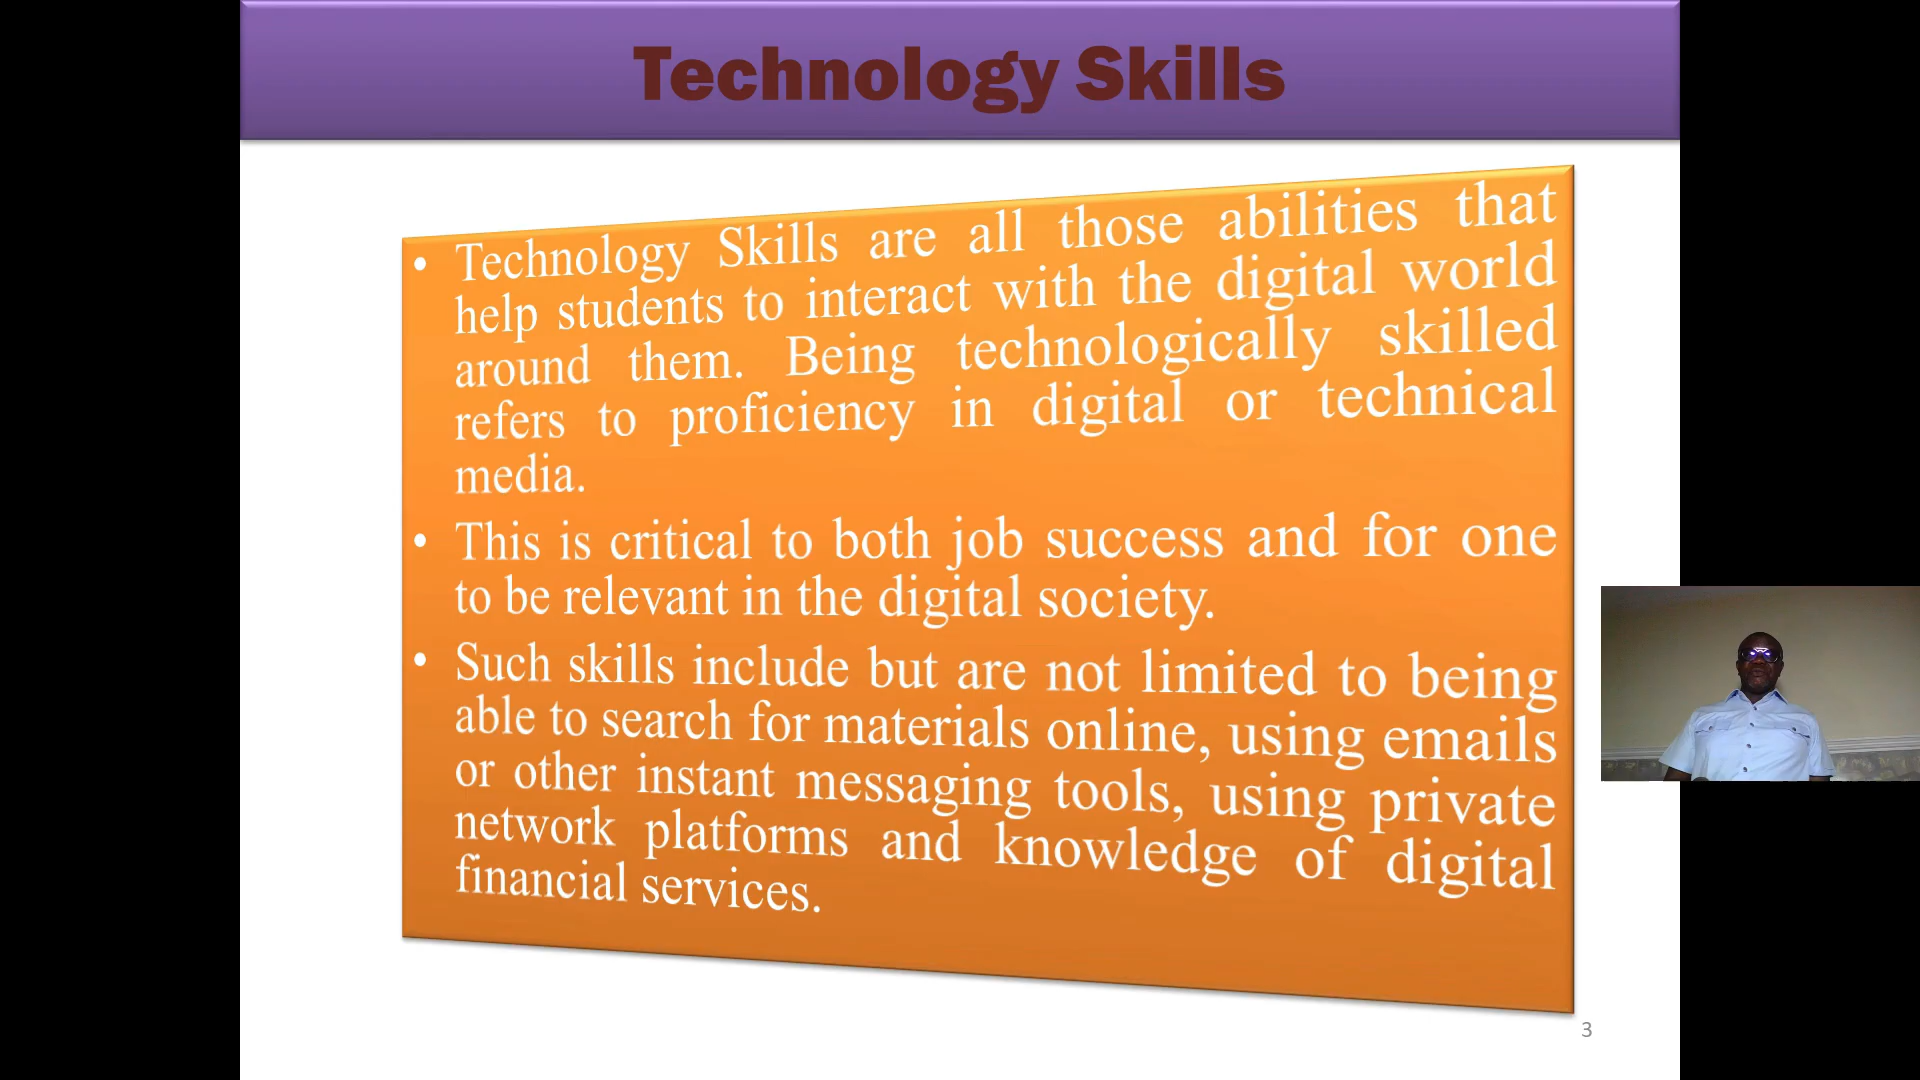 Technology Skills
• Technology Skills are all those abilities that
help students to interact with the digital world
around them. Being technologically skilled
refers to proficiency in digital or technical
media.
• This is critical to both job success and for one
to be relevant in the digital society.
• Such skills include but are not limited to being
able to search for materials online, using emails
or other instant messaging tools, using private
network platforms and knowledge of digital
financial services.
3